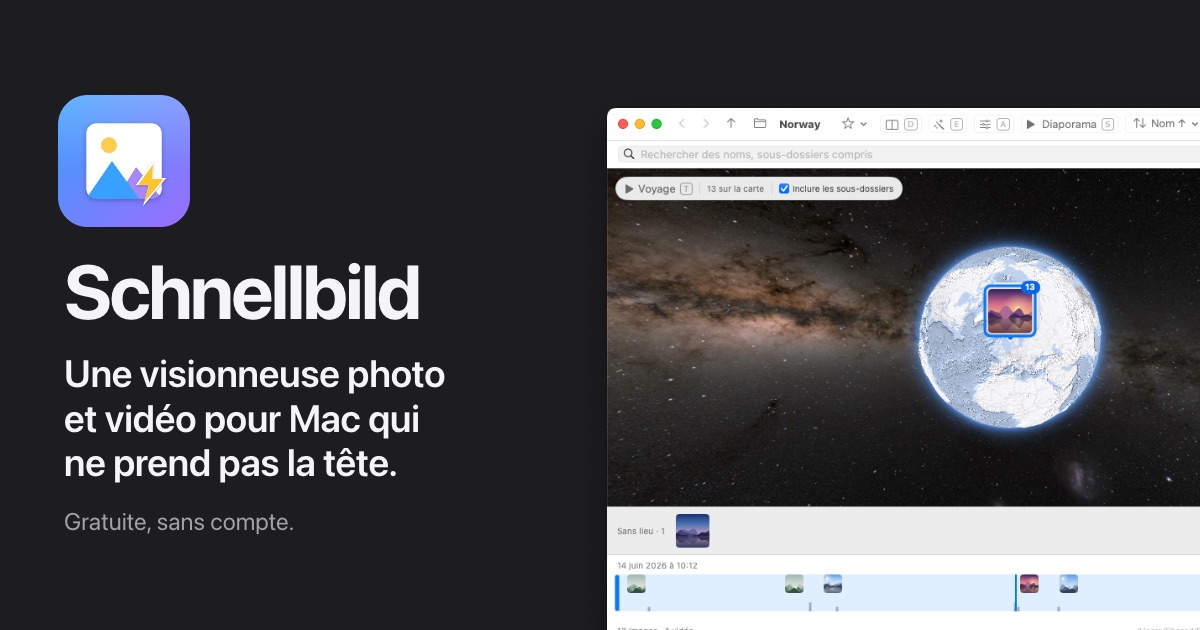 Schnellbild
Une visionneuse photo
et vidéo pour Mac qui
ne prend pas la tête.
Gratuite, sans compte.
Norway
D
E
A
Diaporama S
Nom ↑
Rechercher des noms, sous-dossiers compris
Voyage T
13 sur la carte
Inclure les sous-dossiers
13
Sans lieu · 1
14 juin 2026 à 10:12